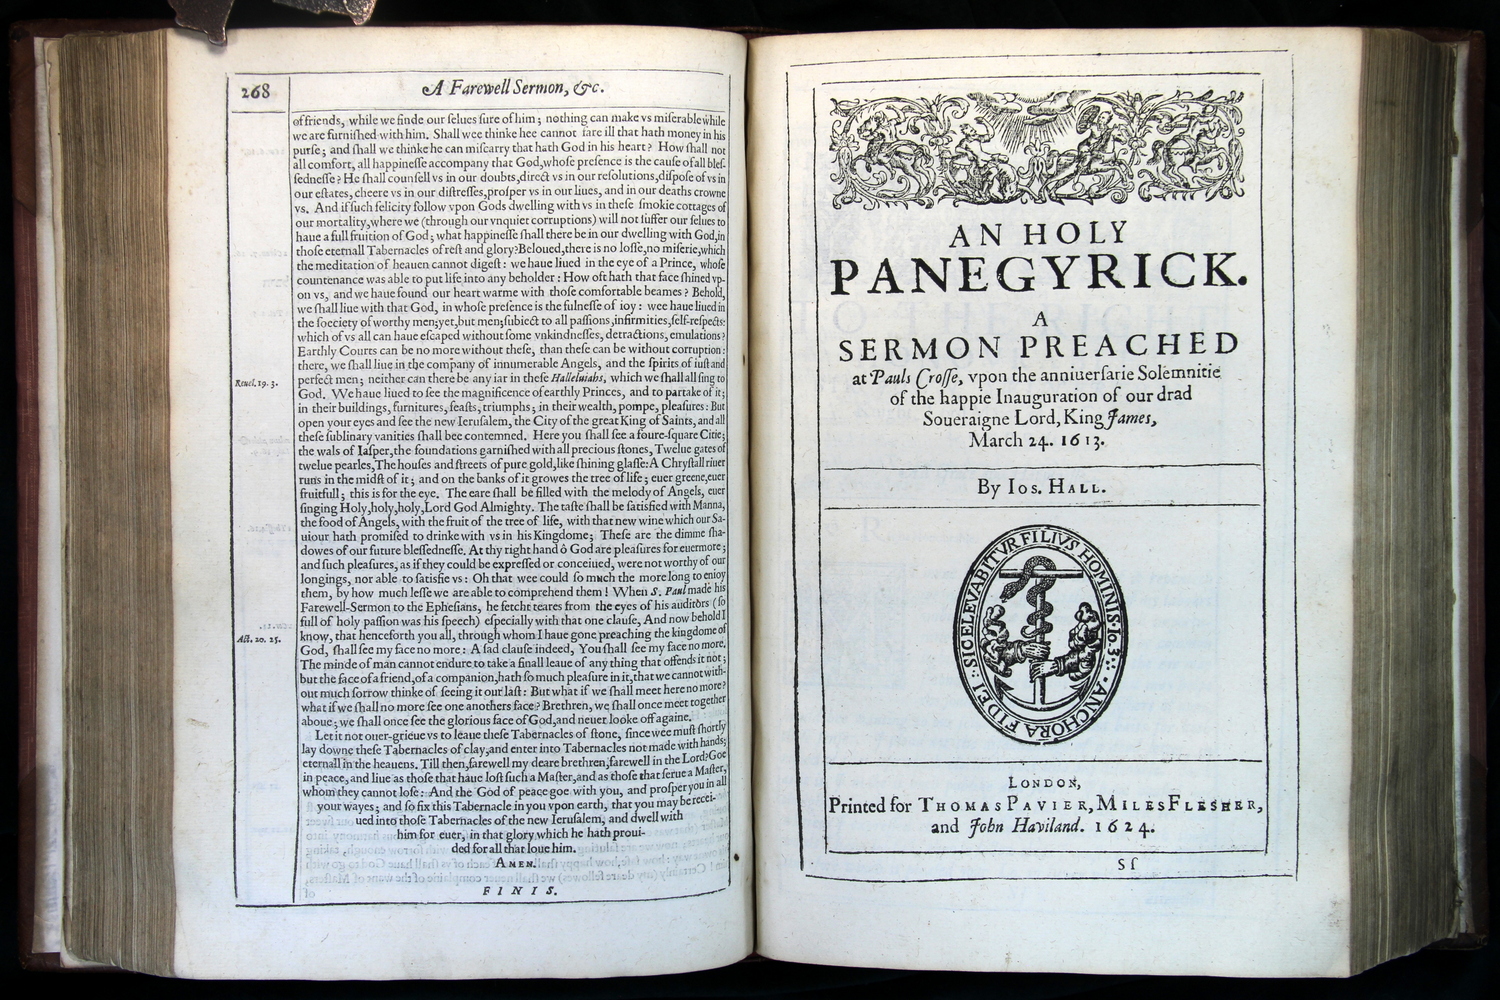 268
A Farewell Sermon, &c.
of friends, while we finde our ſelues ſure of him; nothing can make vs miſerable while
we are furniſhed with him. Shall wee thinke hee cannot fare ill that hath money in his
purſe; and ſhall we thinke he can miſcarry that hath God in his heart? How ſhall not
all comfort, all happineſſe accompany that God, whoſe preſence is the cauſe of all bleſ-
ſedneſſe? He ſhall counſell vs in our doubts, direct vs in our reſolutions, diſpoſe of vs in
our eſtates, cheere vs in our diſtreſſes, proſper vs in our liues, and in our deaths crowne
vs. And if ſuch felicity follow vpon Gods dwelling with vs in theſe ſmokie cottages of
our mortality, where we (through our vnquiet corruptions) will not ſuffer our ſelues to
haue a full fruition of God; what happineſſe ſhall there be in our dwelling with God, in
thoſe eternall Tabernacles of reſt and glory? Beloued, there is no loſſe, no miſerie, which
the meditation of heauen cannot digeſt: we haue liued in the eye of a Prince, whoſe
countenance was able to put life into any beholder: How oft hath that face ſhined vp-
on vs, and we haue found our heart warme with thoſe comfortable beames? Behold,
we ſhall liue with that God, in whoſe preſence is the fulneſſe of ioy: wee haue liued in
the ſociety of worthy men; yet, but men; ſubiect to all paſſions, infirmities, ſelf-reſpects:
which of vs all can haue eſcaped without ſome vnkindneſſes, detractions, emulations?
Earthly Courts can be no more without theſe, than theſe can be without corruption:
there, we ſhall liue in the company of innumerable Angels, and the ſpirits of iuſt and
Reuel. 19. 3.
perfect men; neither can there be any iar in theſe Halleluiahs, which we ſhall all ſing to
God. We haue liued to ſee the magnificence of earthly Princes, and to partake of it;
in their buildings, furnitures, feaſts, triumphs; in their wealth, pompe, pleaſures: But
open your eyes and ſee the new Ieruſalem, the City of the great King of Saints, and all
theſe ſublinary vanities ſhall bee contemned. Here you ſhall ſee a foure-ſquare Citie;
the wals of Iaſper, the foundations garniſhed with all precious ſtones, Twelue gates of
twelue pearles, The houſes and ſtreets of pure gold, like ſhining glaſſe: A Chryſtall riuer
runs in the midſt of it; and on the banks of it growes the tree of life; euer greene, euer
fruitfull; this is for the eye. The eare ſhall be filled with the melody of Angels, euer
ſinging Holy, holy, holy, Lord God Almighty. The taſte ſhall be ſatisfied with Manna,
the food of Angels, with the fruit of the tree of life, with that new wine which our Sa-
uiour hath promiſed to drinke with vs in his Kingdome; Theſe are the dimme ſha-
dowes of our future bleſſedneſſe. At thy right hand ô God are pleaſures for euermore;
and ſuch pleaſures, as if they could be expreſſed or conceiued, were not worthy of our
longings, nor able to ſatisfie vs: Oh that wee could ſo much the more long to enioy
them, by how much leſſe we are able to comprehend them! When S. Paul made his
Farewell-Sermon to the Epheſians, he fetcht teares from the eyes of his auditors (ſo
full of holy paſſion was his ſpeech) eſpecially with that one clauſe, And now behold I
Act. 20. 25.
know, that henceforth you all, through whom I haue gone preaching the kingdome of
God, ſhall ſee my face no more: A ſad clauſe indeed, You ſhall ſee my face no more.
The minde of man cannot endure to take a finall leaue of any thing that offends it not;
but the face of a friend, of a companion, hath ſo much pleaſure in it, that we cannot with-
out much ſorrow thinke of ſeeing it our laſt: But what if we ſhall meet here no more?
what if we ſhall no more ſee one anothers face? Brethren, we ſhall once meet together
aboue; we ſhall once ſee the glorious face of God, and neuer looke off againe.
Let it not ouer-grieue vs to leaue theſe Tabernacles of ſtone, ſince wee muſt ſhortly
lay downe theſe Tabernacles of clay, and enter into Tabernacles not made with hands;
eternall in the heauens. Till then, farewell my deare brethren, farewell in the Lord: Goe
in peace, and liue as thoſe that haue loſt ſuch a Maſter, and as thoſe that ſerue a Maſter,
whom they cannot loſe: And the God of peace goe with you, and proſper you in all
your wayes; and ſo fix this Tabernacle in you vpon earth, that you may be recei-
ued into thoſe Tabernacles of the new Ieruſalem, and dwell with
him for euer, in that glory which he hath proui-
ded for all that loue him.
AMEN.
FINIS.
AN HOLY
PANEGYRICK.
A
SERMON PREACHED
at Pauls Croſſe, vpon the anniuerſarie Solemnitie
of the happie Inauguration of our drad
Soueraigne Lord, King James,
March 24. 1613.
By IOS. HALL.
ANCHORA FIDEI :: SIC ELEVABITVR FILIVS HOMINIS · Io. 3 ::
LONDON,
Printed for THOMAS PAVIER, MILES FLESHER,
and John Haviland. 1624.
Sſ